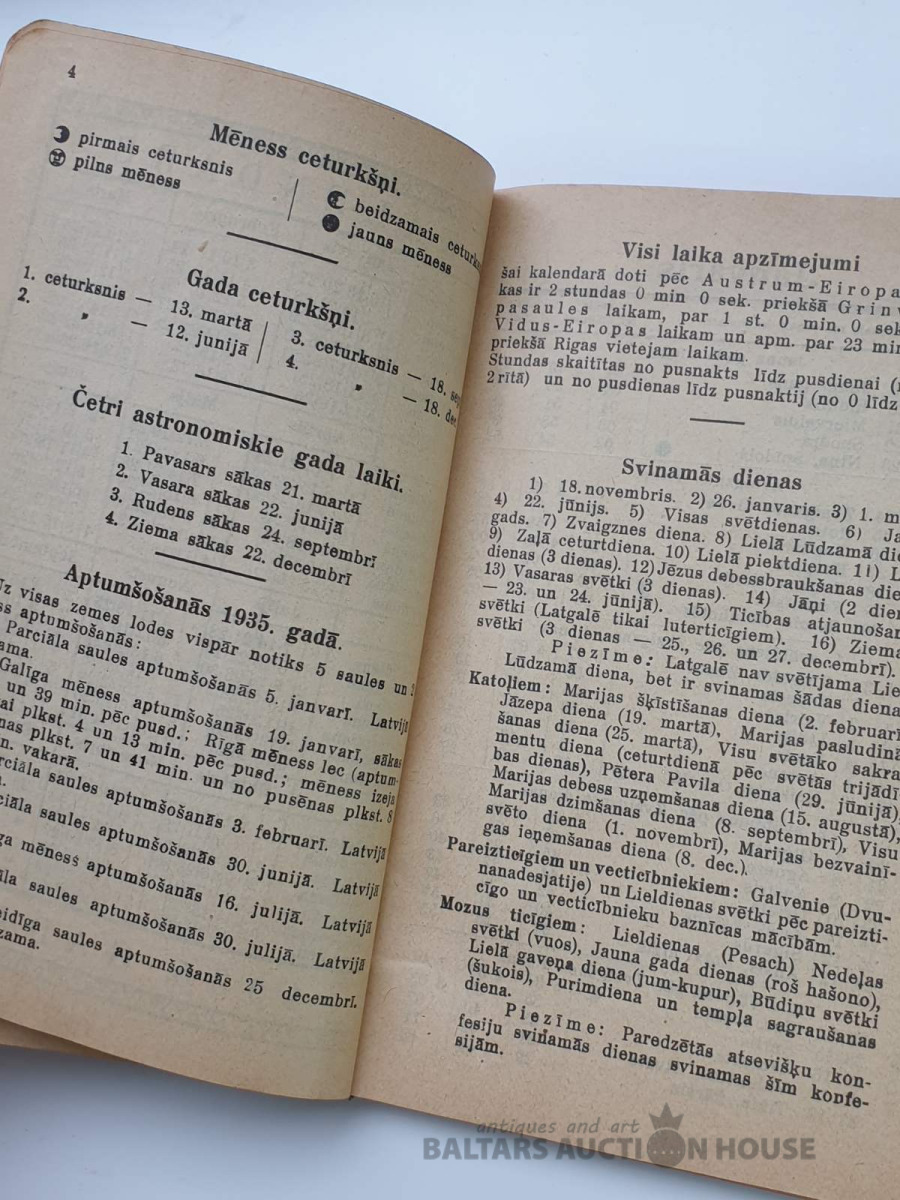 4
Mēness ceturkšņi.
pirmais ceturksnis
pilns mēness
beidzamais
jauns mēness
Gada ceturkšņi.
1. ceturksnis — 13. martā
2. „ — 12. junijā
3. ceturksnis — 18.
4. „ — 18. dec.
Četri astronomiskie gada laiki.
1. Pavasars sākas 21. martā
2. Vasara sākas 22. junijā
3. Rudens sākas 24. septembrī
4. Ziema sākas 22. decembrī
Aptumšošanās 1935. gadā.
Uz visas zemes lodes vispār notiks 5 saules un
aptumšošanās:
Parciāla saules aptumšošanās 5. janvarī. Latvijā
Galīga mēness aptumšošanās 19. janvarī, sākas
un 39 min. pēc pusd.; Rīgā mēness lec (aptum-
plkst. 4 un 13 min. pēc pusd.; mēness izeja
plkst. 7 un 41 min. un no pusēnas plkst. 8
vakarā.
saules aptumšošanās 3. februarī. Latvijā
saules aptumšošanās 30. junijā. Latvijā
mēness aptumšošanās 16. julijā. Latvijā
saules aptumšošanās 30. julijā. Latvijā
saules aptumšošanās 25 decembrī.
Visi laika apzīmejumi
šai kalendarā doti pēc Austrum-Eiropa
kas ir 2 stundas 0 min 0 sek. priekšā
pasaules laikam, par 1 st. 0 min. 0 sek
Vidus-Eiropas laikam un apm. par 23 min
priekšā Rigas vietejam laikam.
Stundas skaitītas no pusnakts līdz pusdienai
2 rītā) un no pusdienas līdz pusnaktij (no 0 līdz
Svinamās dienas
1) 18. novembris. 2) 26. janvaris. 3) 1. m
4) 22. jūnijs. 5) Visas svētdienas. 6) Ja
gads. 7) Zvaigznes diena. 8) Lielā Lūdzamā
9) Zaļā ceturtdiena. 10) Lielā piektdiena. 11)
dienas (3 dienas). 12) Jēzus debessbraukšanas
13) Vasaras svētki (3 dienas). 14) Jāņi (2
— 23. un 24. jūnijā). 15) Ticības atjaunošan
svētki (Latgalē tikai luterticīgiem). 16) Ziema
svētki (3 dienas — 25., 26. un 27. decembrī).
Piezīme: Latgalē nav svētījama
Lūdzamā diena, bet ir svinamas šādas diena
Katoļiem: Marijas šķīstīšanas diena (2. februarī
Jāzepa diena (19. martā), Marijas pasludinā
šanas diena (25. martā), Visu svētāko sakra-
mentu diena (ceturtdienā pēc svētās trijādī-
bas dienas), Pētera Pavila diena (29. jūnijā),
Marijas debess uzņemšanas diena (15. augustā),
Marijas dzimšanas diena (8. septembrī), Visu
svēto diena (1. novembrī), Marijas bezvainī-
gas ieņemšanas diena (8. dec.).
Pareizticīgiem un vecticībniekiem: Galvenie (Dvu-
nanadesjatije) un Lieldienas svētki pēc pareizti-
cīgo un vecticībnieku baznīcas mācībām.
Mozus ticīgiem: Lieldienas (Pesach) Nedeļas
svētki (vuos), Jauna gada dienas (roš hašono),
Lielā gaveņa diena (jum-kupur), Būdiņu svētki
(šukois), Purimdiena un tempļa sagraušanas
diena.
Piezīme: Paredzētās atsevišķu kon-
fesiju svinamās dienas svinamas šīm konfe-
sijām.
antiques and art
BALTARS AUCTION HOUSE